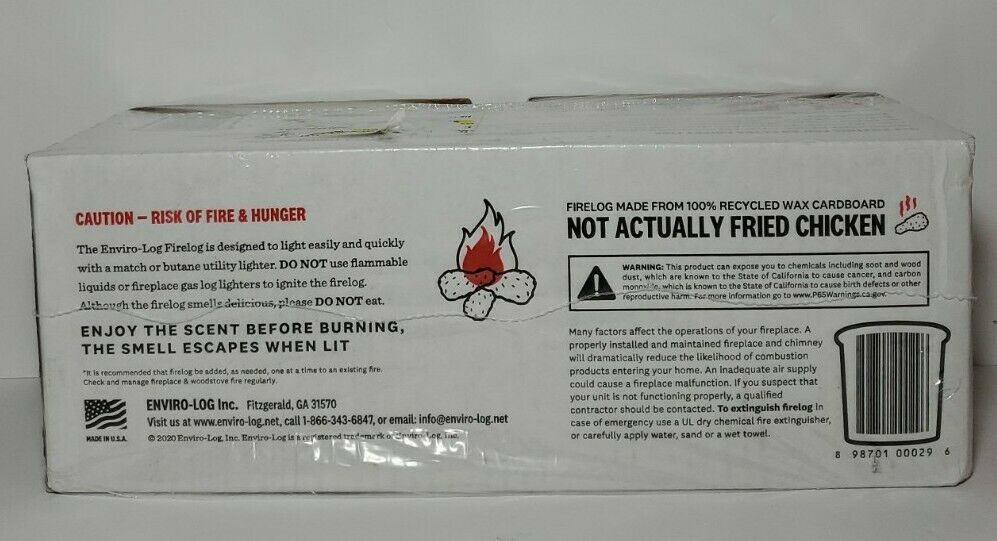 CAUTION – RISK OF FIRE & HUNGER
The Enviro-Log Firelog is designed to light easily and quickly
with a match or butane utility lighter. DO NOT use flammable
liquids or fireplace gas log lighters to ignite the firelog.
Although the firelog smells delicious, please DO NOT eat.
ENJOY THE SCENT BEFORE BURNING,
THE SMELL ESCAPES WHEN LIT
*It is recommended that firelog be added, as needed, one at a time to an existing fire.
Check and manage fireplace & woodstove fire regularly.
MADE IN U.S.A.
ENVIRO-LOG Inc. Fitzgerald, GA 31570
Visit us at www.enviro-log.net, call 1-866-343-6847, or email: info@enviro-log.net
© 2020 Enviro-Log, Inc. Enviro-Log is a registered trademark of Enviro-Log, Inc.
FIRELOG MADE FROM 100% RECYCLED WAX CARDBOARD
NOT ACTUALLY FRIED CHICKEN
WARNING: This product can expose you to chemicals including soot and wood
dust, which are known to the State of California to cause cancer, and carbon
monoxide, which is known to the State of California to cause birth defects or other
reproductive harm. For more information go to www.P65Warnings.ca.gov.
Many factors affect the operations of your fireplace. A
properly installed and maintained fireplace and chimney
will dramatically reduce the likelihood of combustion
products entering your home. An inadequate air supply
could cause a fireplace malfunction. If you suspect that
your unit is not functioning properly, a qualified
contractor should be contacted. To extinguish firelog in
case of emergency use a UL dry chemical fire extinguisher,
or carefully apply water, sand or a wet towel.
8 98701 00029 6